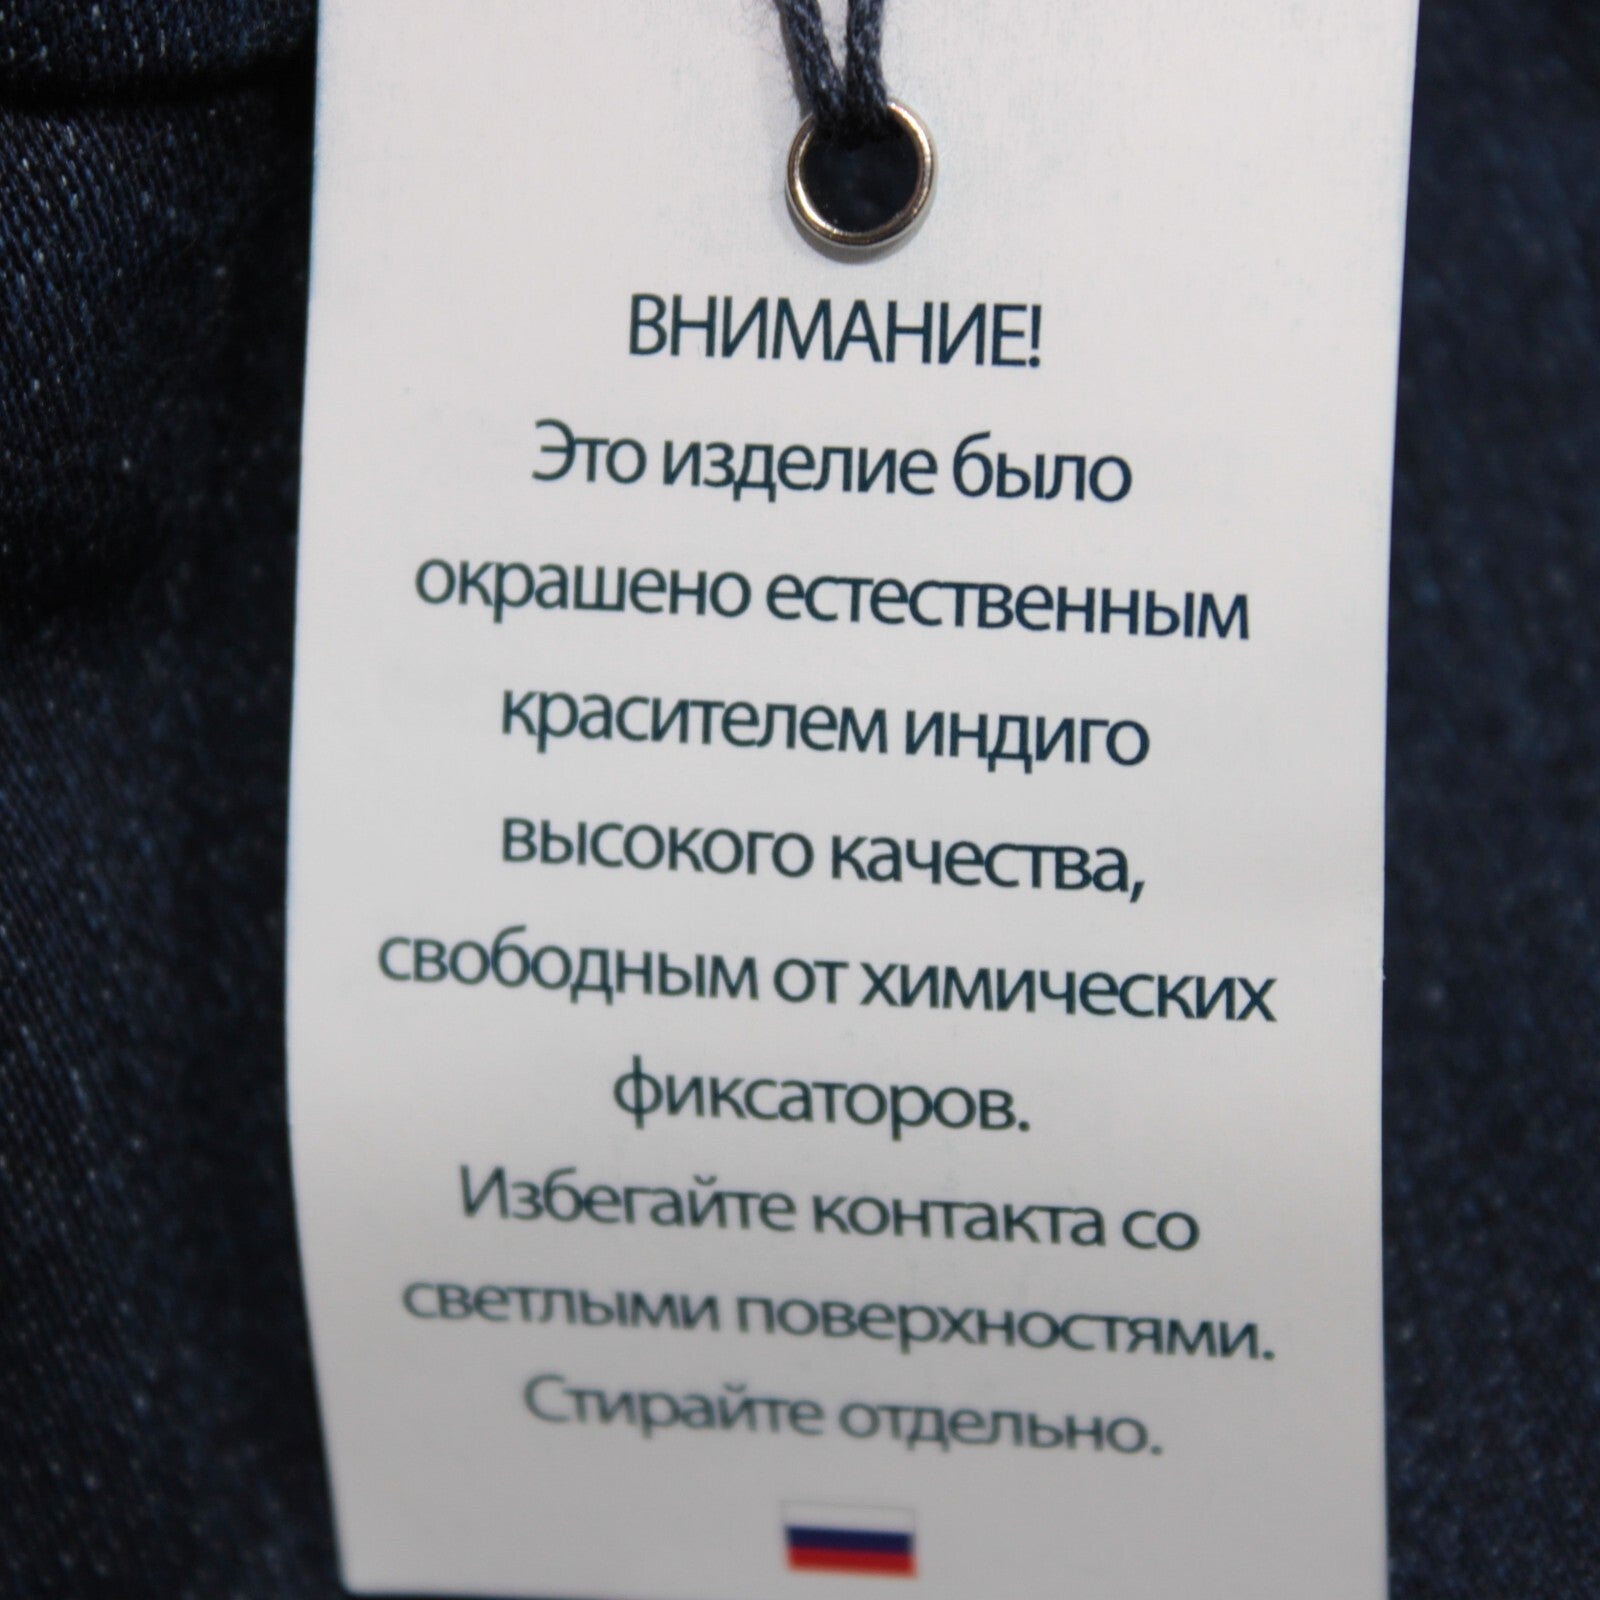 ВНИМАНИЕ!
Это изделие было
окрашено естественным
красителем индиго
высокого качества,
свободным от химических
фиксаторов.
Избегайте контакта со
светлыми поверхностями.
Стирайте отдельно.